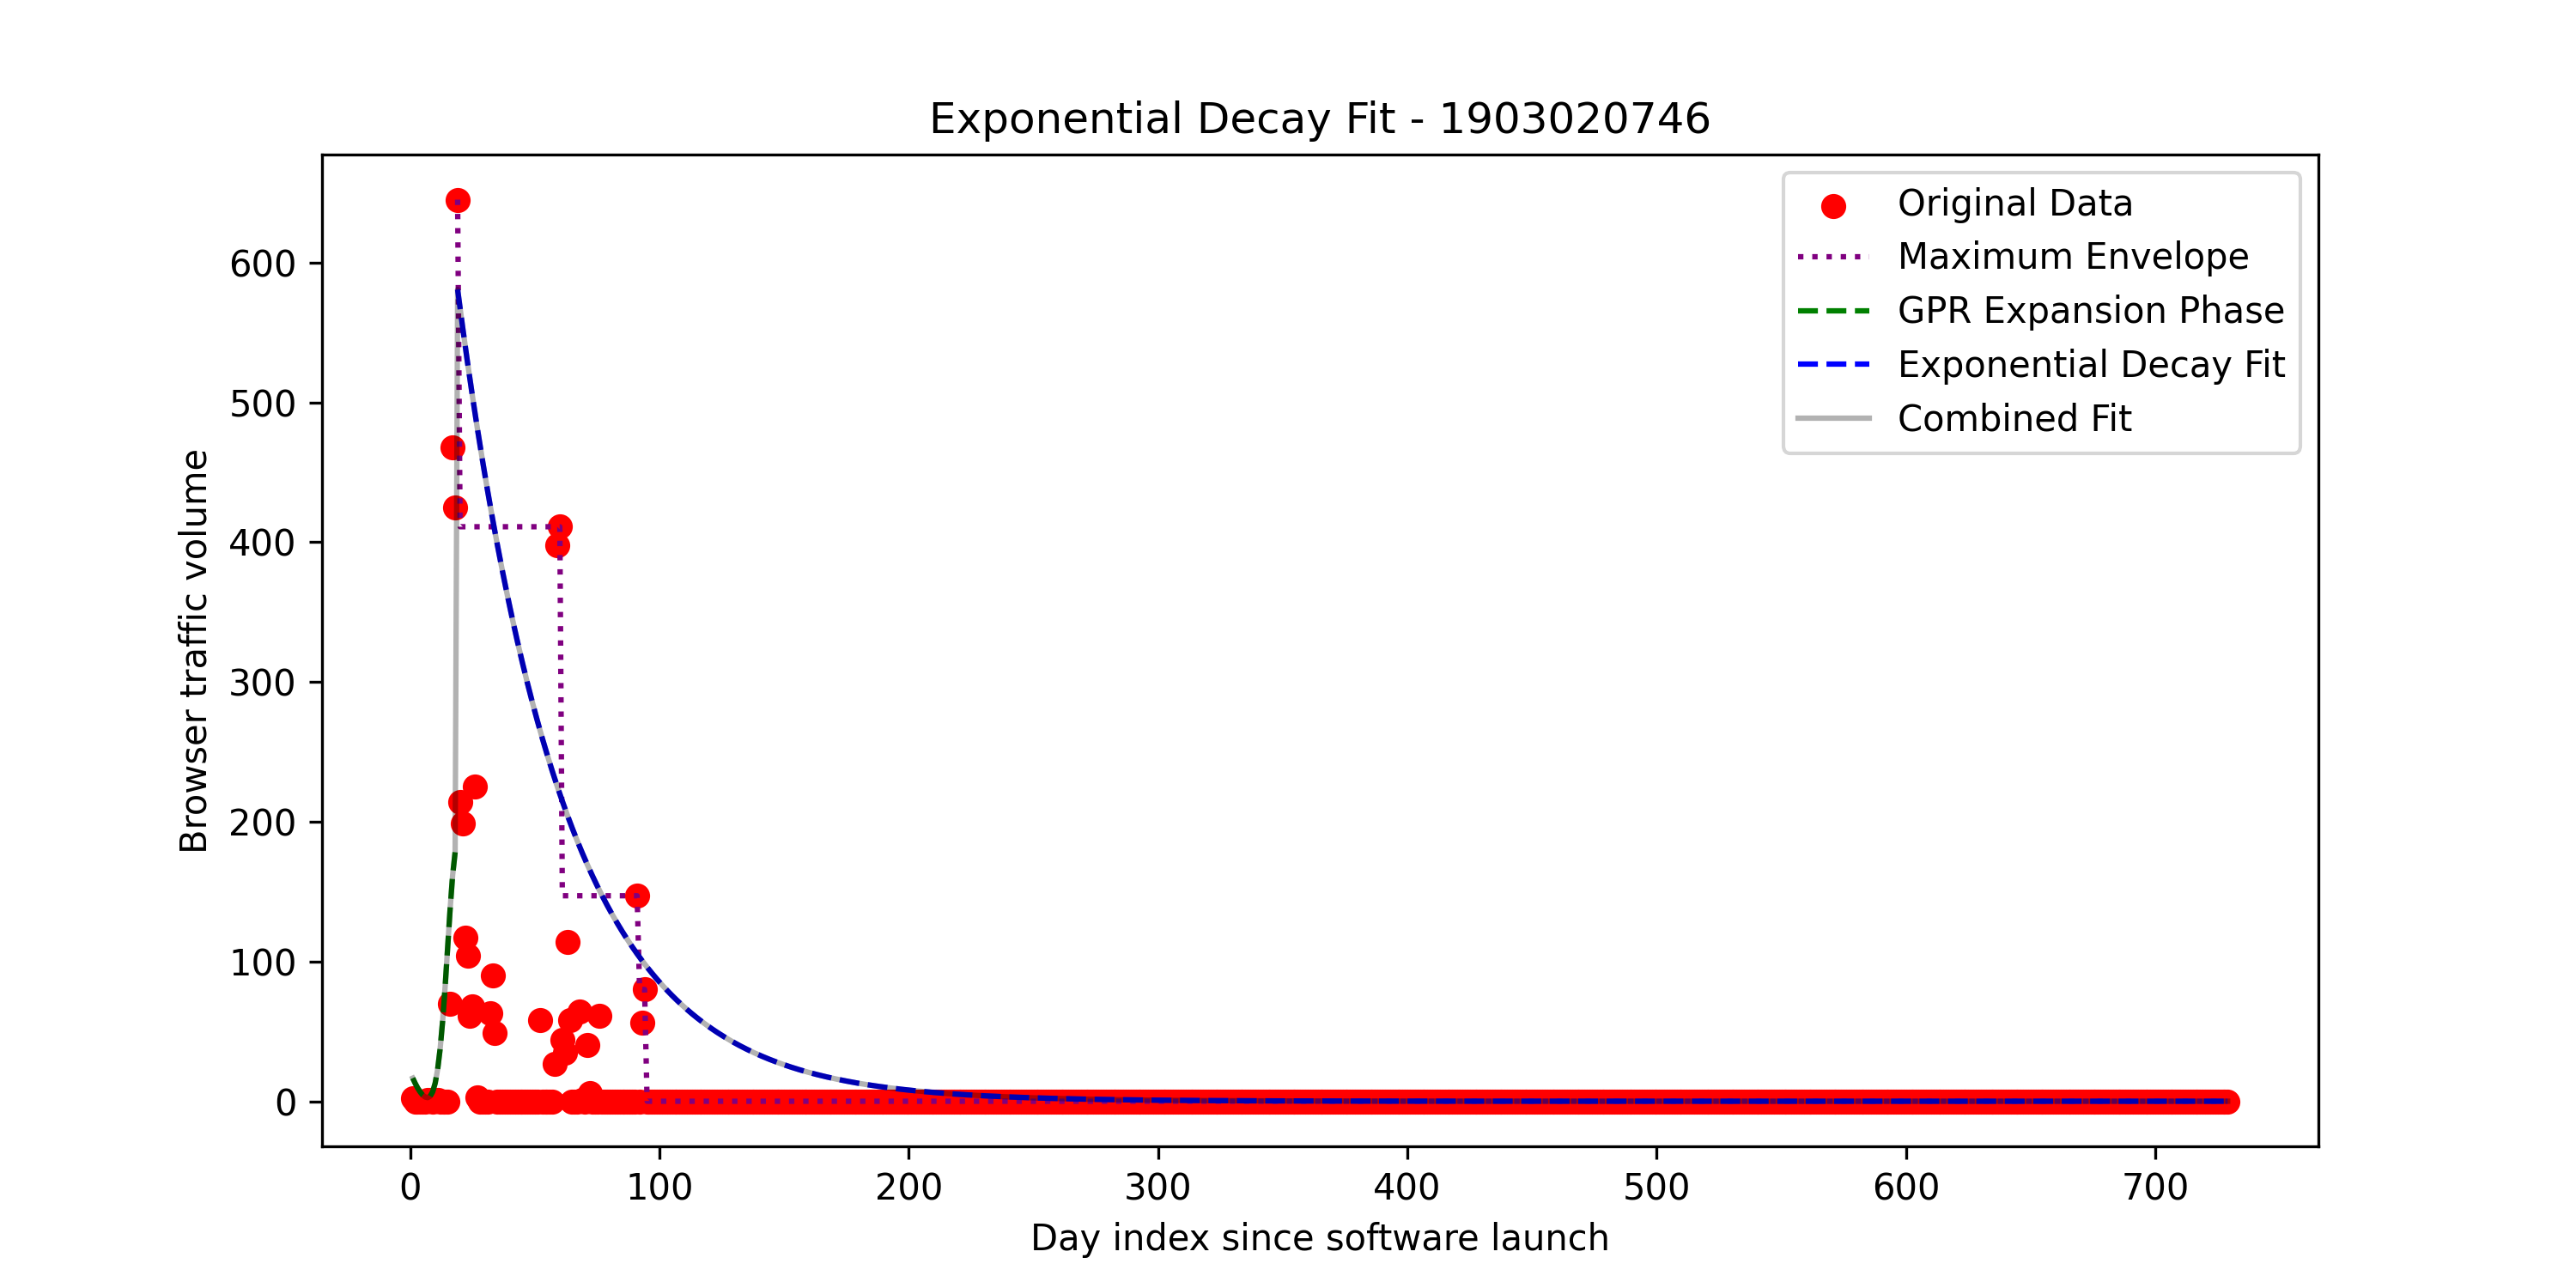 Exponential Decay Fit - 1903020746
Original Data
Maximum Envelope
GPR Expansion Phase
Exponential Decay Fit
Combined Fit
Browser traffic volume
600
500
400
300
200
100
0
0 100 200 300 400 500 600 700
Day index since software launch